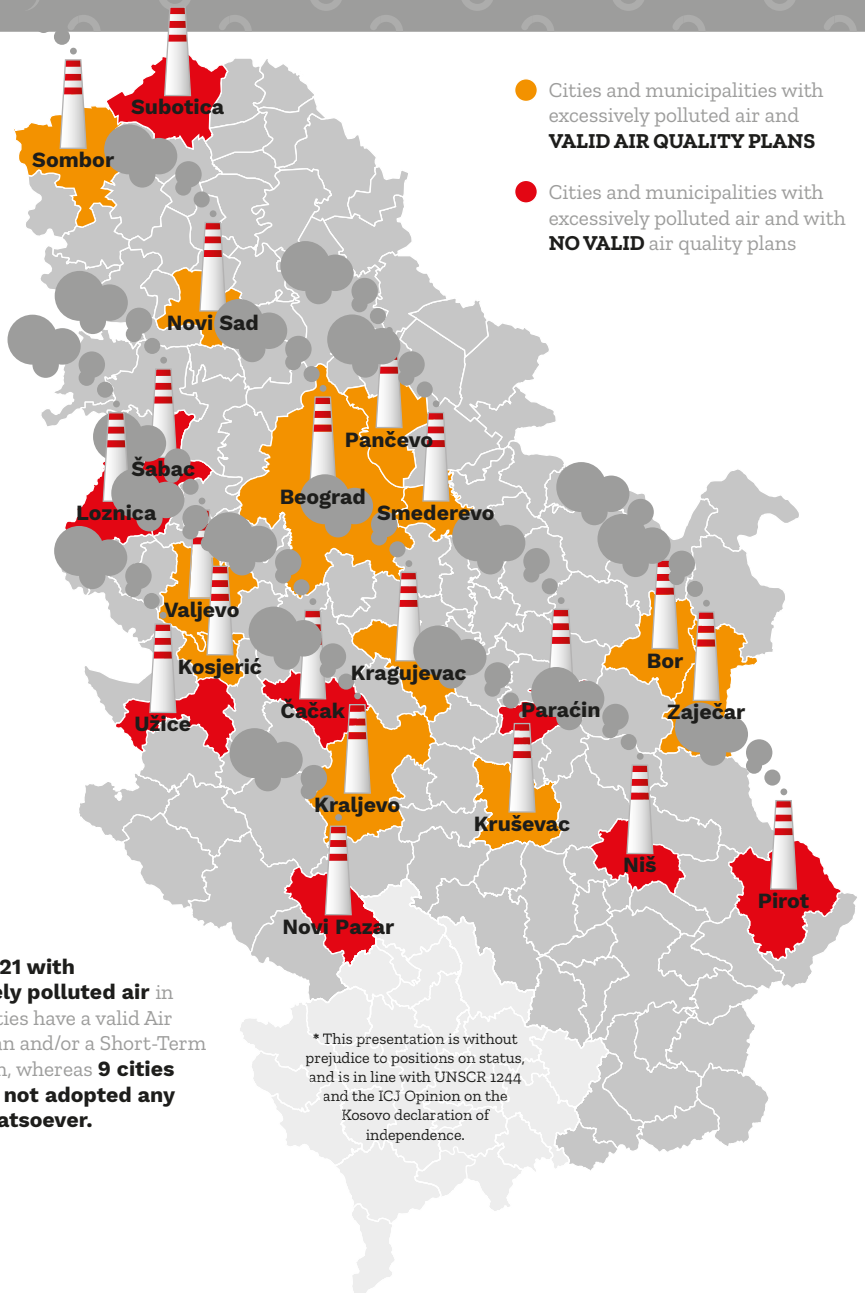 Cities and municipalities with
excessively polluted air and
VALID AIR QUALITY PLANS
Cities and municipalities with
excessively polluted air and with
NO VALID air quality plans
Subotica
Sombor
Novi Sad
Pančevo
Šabac
Beograd
Loznica
Smederevo
Valjevo
Kosjerić
Kragujevac
Bor
Čačak
Paraćin
Zaječar
Užice
Kraljevo
Kruševac
Niš
Pirot
Novi Pazar
21 with
ely polluted air in
ties have a valid Air
an and/or a Short-Term
n, whereas 9 cities
not adopted any
atsoever.
* This presentation is without
prejudice to positions on status,
and is in line with UNSCR 1244
and the ICJ Opinion on the
Kosovo declaration of
independence.